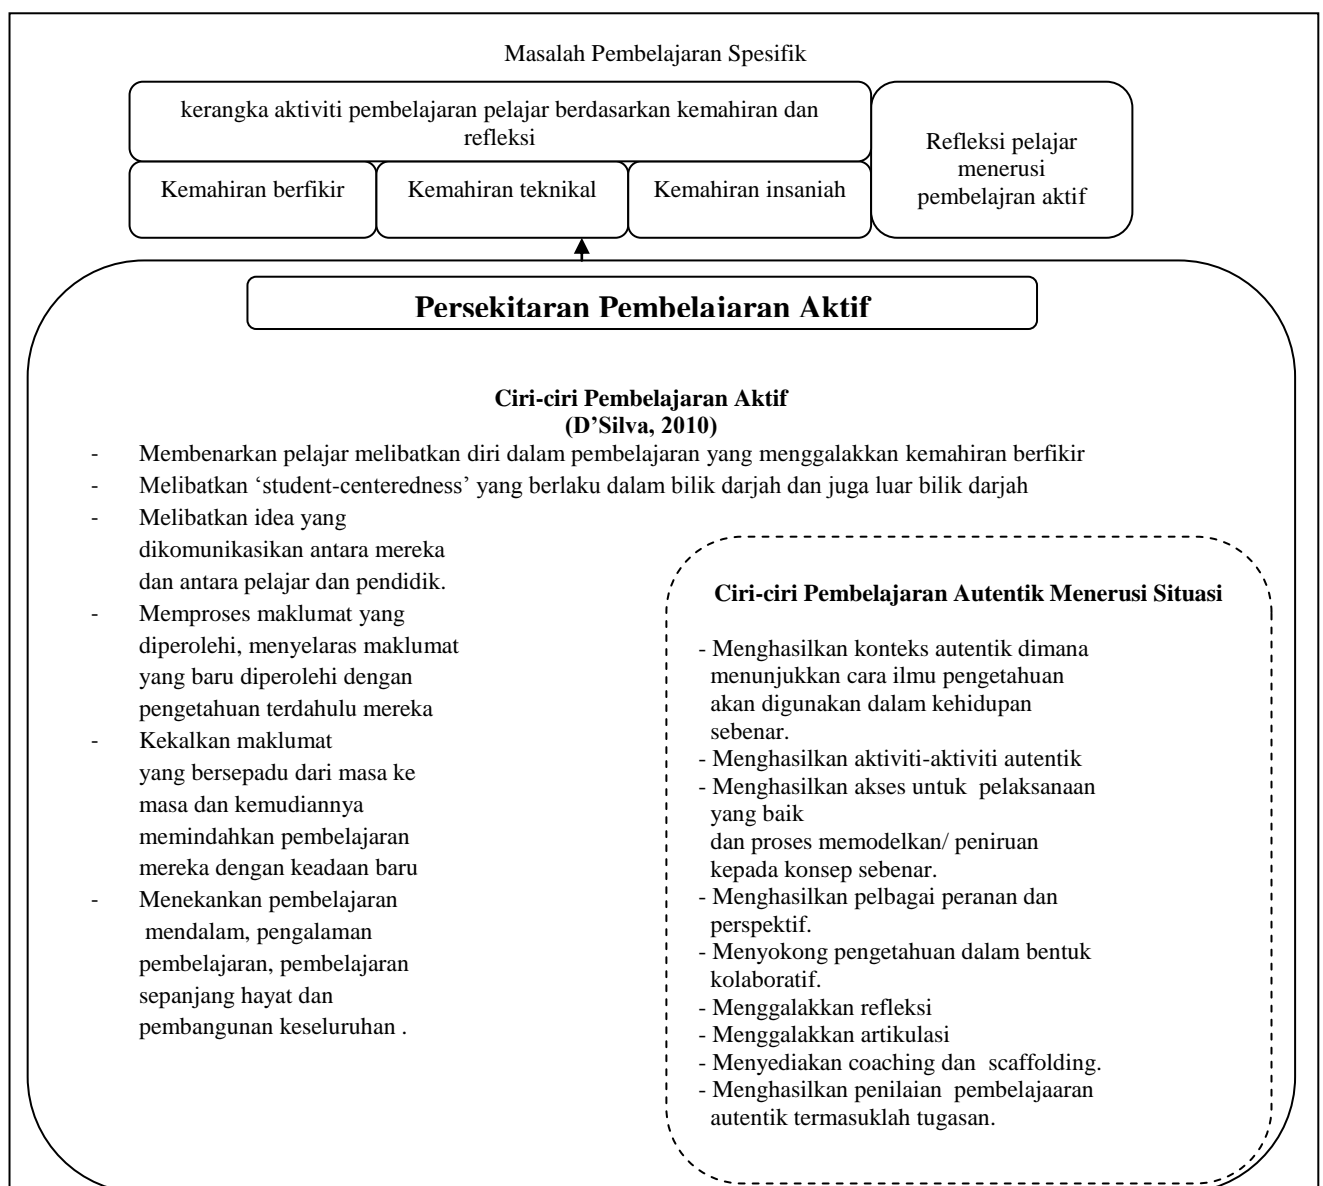 Masalah Pembelajaran Spesifik
kerangka aktiviti pembelajaran pelajar berdasarkan kemahiran dan
refleksi
Kemahiran berfikir
Kemahiran teknikal
Kemahiran insaniah
Refleksi pelajar
menerusi
pembelajran aktif
Persekitaran Pembelajaran Aktif
Ciri-ciri Pembelajaran Aktif
(D’Silva, 2010)
- Membenarkan pelajar melibatkan diri dalam pembelajaran yang menggalakkan kemahiran berfikir
- Melibatkan ‘student-centeredness’ yang berlaku dalam bilik darjah dan juga luar bilik darjah
- Melibatkan idea yang
dikomunikasikan antara mereka
dan antara pelajar dan pendidik.
- Memproses maklumat yang
diperolehi, menyelaras maklumat
yang baru diperolehi dengan
pengetahuan terdahulu mereka
- Kekalkan maklumat
yang bersepadu dari masa ke
masa dan kemudiannya
memindahkan pembelajaran
mereka dengan keadaan baru
- Menekankan pembelajaran
mendalam, pengalaman
pembelajaran, pembelajaran
sepanjang hayat dan
pembangunan keseluruhan .
Ciri-ciri Pembelajaran Autentik Menerusi Situasi
- Menghasilkan konteks autentik dimana
menunjukkan cara ilmu pengetahuan
akan digunakan dalam kehidupan
sebenar.
- Menghasilkan aktiviti-aktiviti autentik
- Menghasilkan akses untuk pelaksanaan
yang baik
dan proses memodelkan/ peniruan
kepada konsep sebenar.
- Menghasilkan pelbagai peranan dan
perspektif.
- Menyokong pengetahuan dalam bentuk
kolaboratif.
- Menggalakkan refleksi
- Menggalakkan artikulasi
- Menyediakan coaching dan scaffolding.
- Menghasilkan penilaian pembelajaaran
autentik termasuklah tugasan.